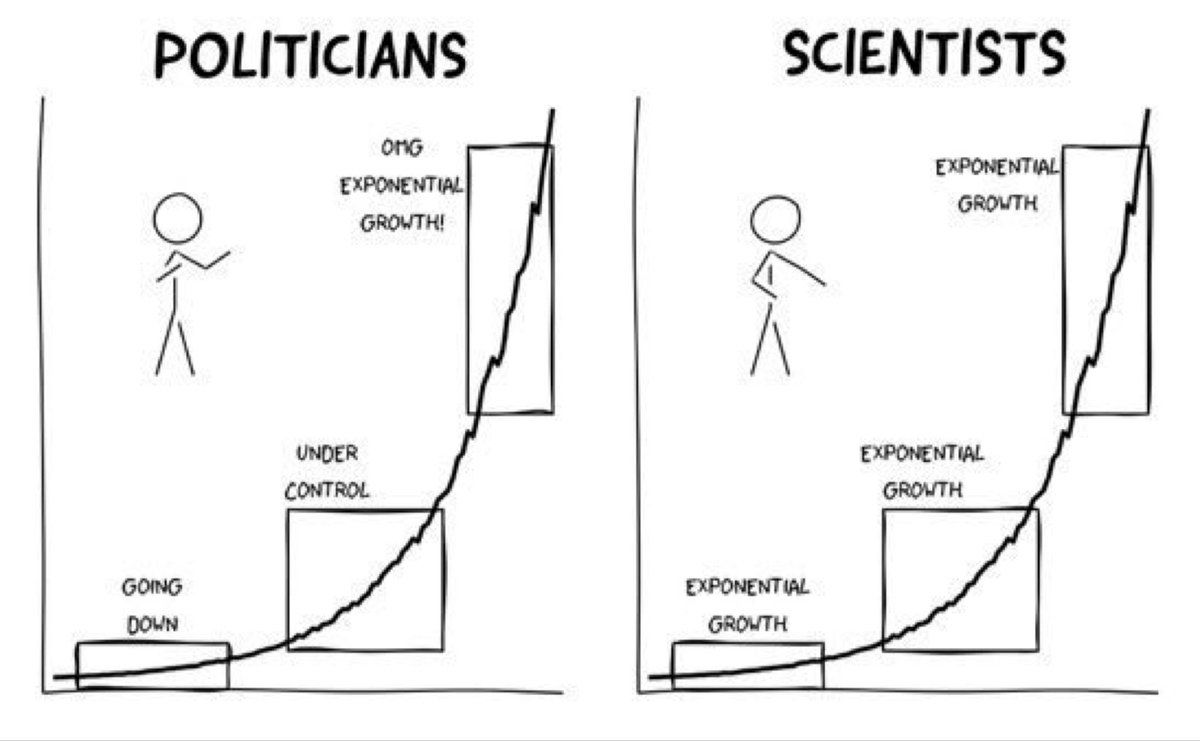 POLITICIANS
OMG
EXPONENTIAL
GROWTH!
UNDER
CONTROL
GOING
DOWN
SCIENTISTS
EXPONENTIAL
GROWTH
EXPONENTIAL
GROWTH
EXPONENTIAL
GROWTH